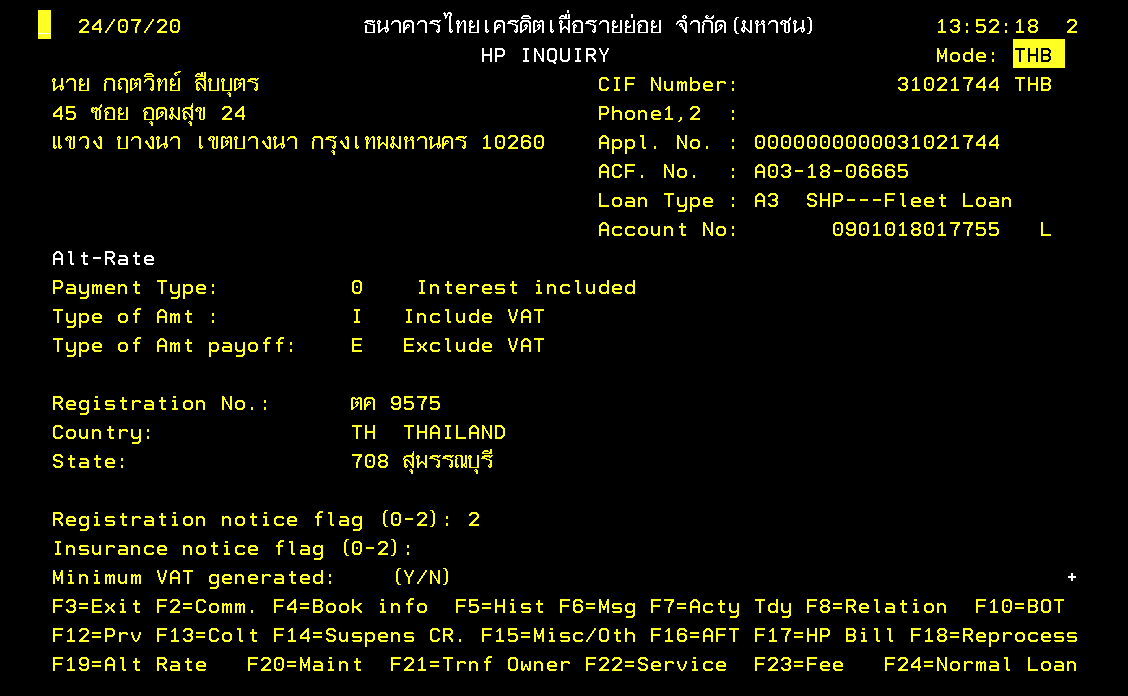 24/07/20 ธนาคารไทยเครดิตเพื่อรายย่อย จำกัด(มหาชน) 13:52:18 2
HP INQUIRY Mode: THB
นาย กฤตวิทย์ สืบบุตร CIF Number: 31021744 THB
45 ซอย อุดมสุข 24 Phone1,2 :
แขวง บางนา เขตบางนา กรุงเทพมหานคร 10260 Appl. No. : 0000000000031021744
ACF. No. : A03-18-06665
Loan Type : A3 SHP---Fleet Loan
Account No: 0901018017755 L
Alt-Rate
Payment Type: 0 Interest included
Type of Amt : I Include VAT
Type of Amt payoff: E Exclude VAT
Registration No.: ตค 9575
Country: TH THAILAND
State: 708 สุพรรณบุรี
Registration notice flag (0-2): 2
Insurance notice flag (0-2):
Minimum VAT generated: (Y/N) +
F3=Exit F2=Comm. F4=Book info F5=Hist F6=Msg F7=Acty Tdy F8=Relation F10=BOT
F12=Prv F13=Colt F14=Suspens CR. F15=Misc/Oth F16=AFT F17=HP Bill F18=Reprocess
F19=Alt Rate F20=Maint F21=Trnf Owner F22=Service F23=Fee F24=Normal Loan